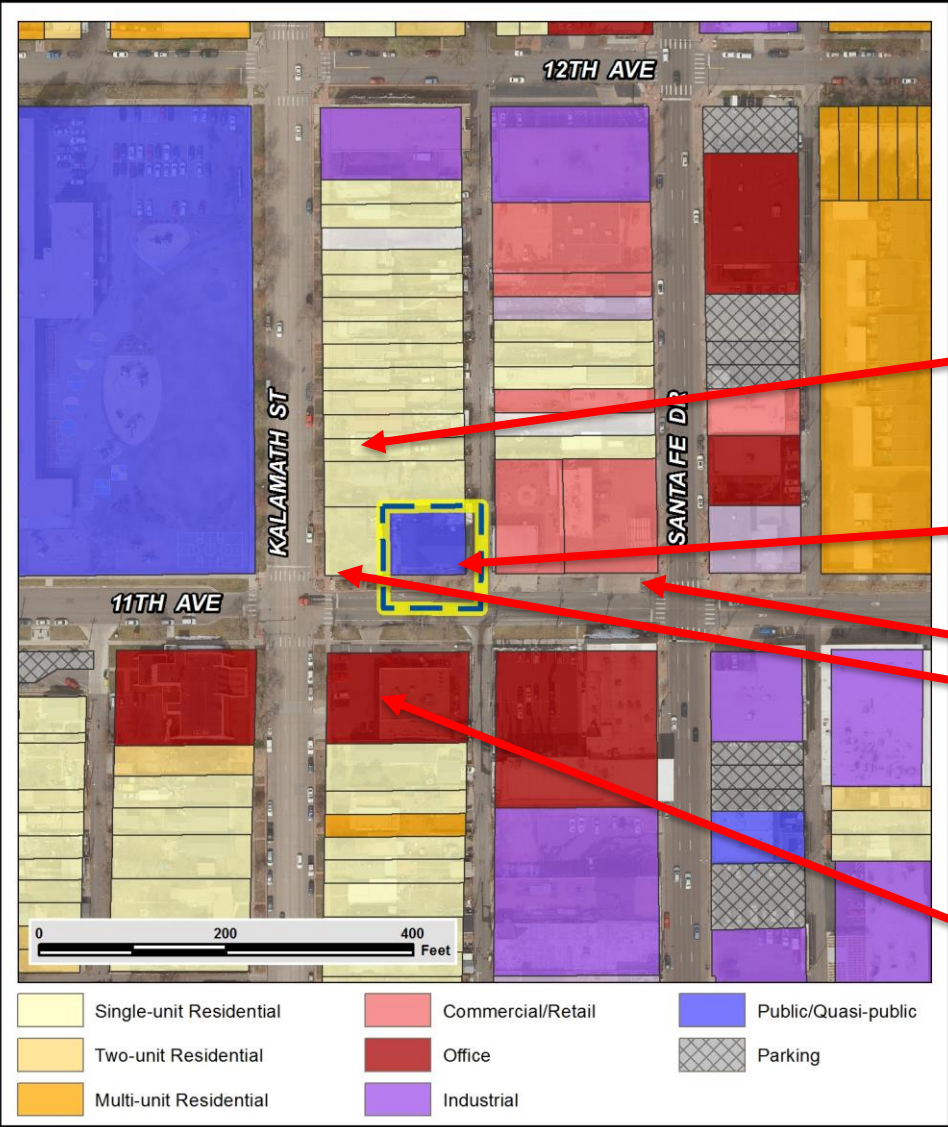 12TH AVE
KALAMATH ST
SANTA FE DR
11TH AVE
0 200 400
Feet
Single-unit Residential
Commercial/Retail
Public/Quasi-public
Two-unit Residential
Office
Parking
Multi-unit Residential
Industrial